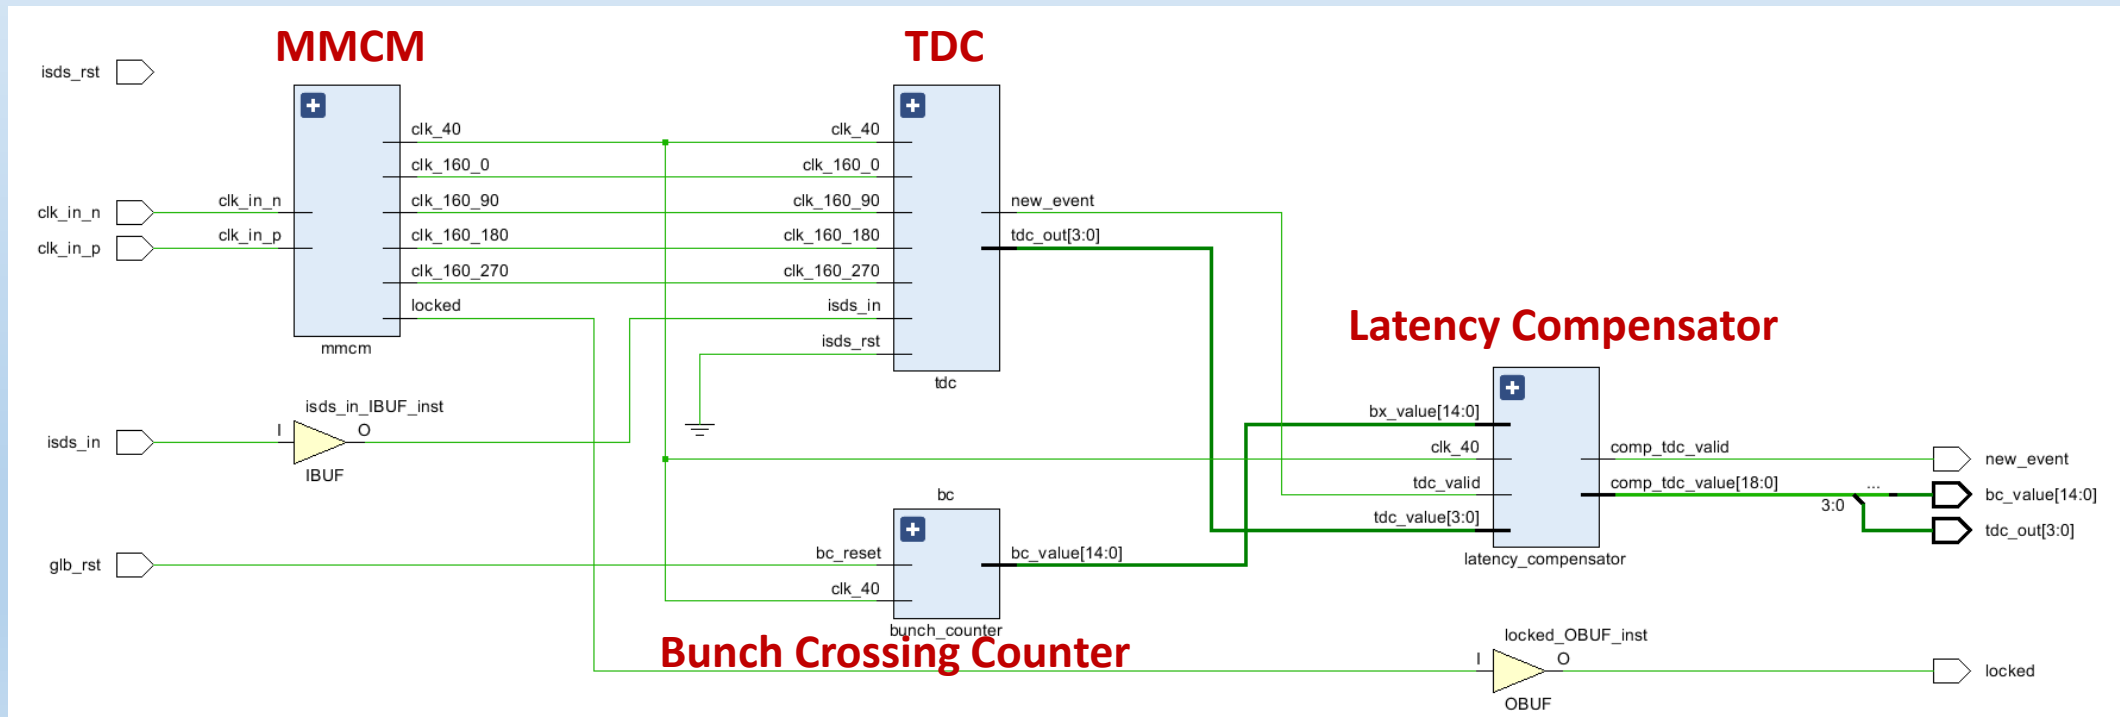 MMCM
TDC
isds_rst
clk_40
clk_40
clk_160_0
clk_160_0
clk_in_n
clk_in_n
clk_160_90
clk_160_90
new_event
clk_in_p
clk_in_p
clk_160_180
clk_160_180
tdc_out[3:0]
clk_160_270
clk_160_270
locked
isds_in
isds_rst
mmcm
tdc
Latency Compensator
isds_in_IBUF_inst
isds_in
I
O
IBUF
bx_value[14:0]
clk_40
tdc_valid
tdc_value[3:0]
comp_tdc_valid
comp_tdc_value[18:0]
latency_compensator
new_event
...
3:0
bc_value[14:0]
tdc_out[3:0]
bc
glb_rst
bc_reset
clk_40
bc_value[14:0]
bunch_counter
Bunch Crossing Counter
locked_OBUF_inst
I
O
OBUF
locked